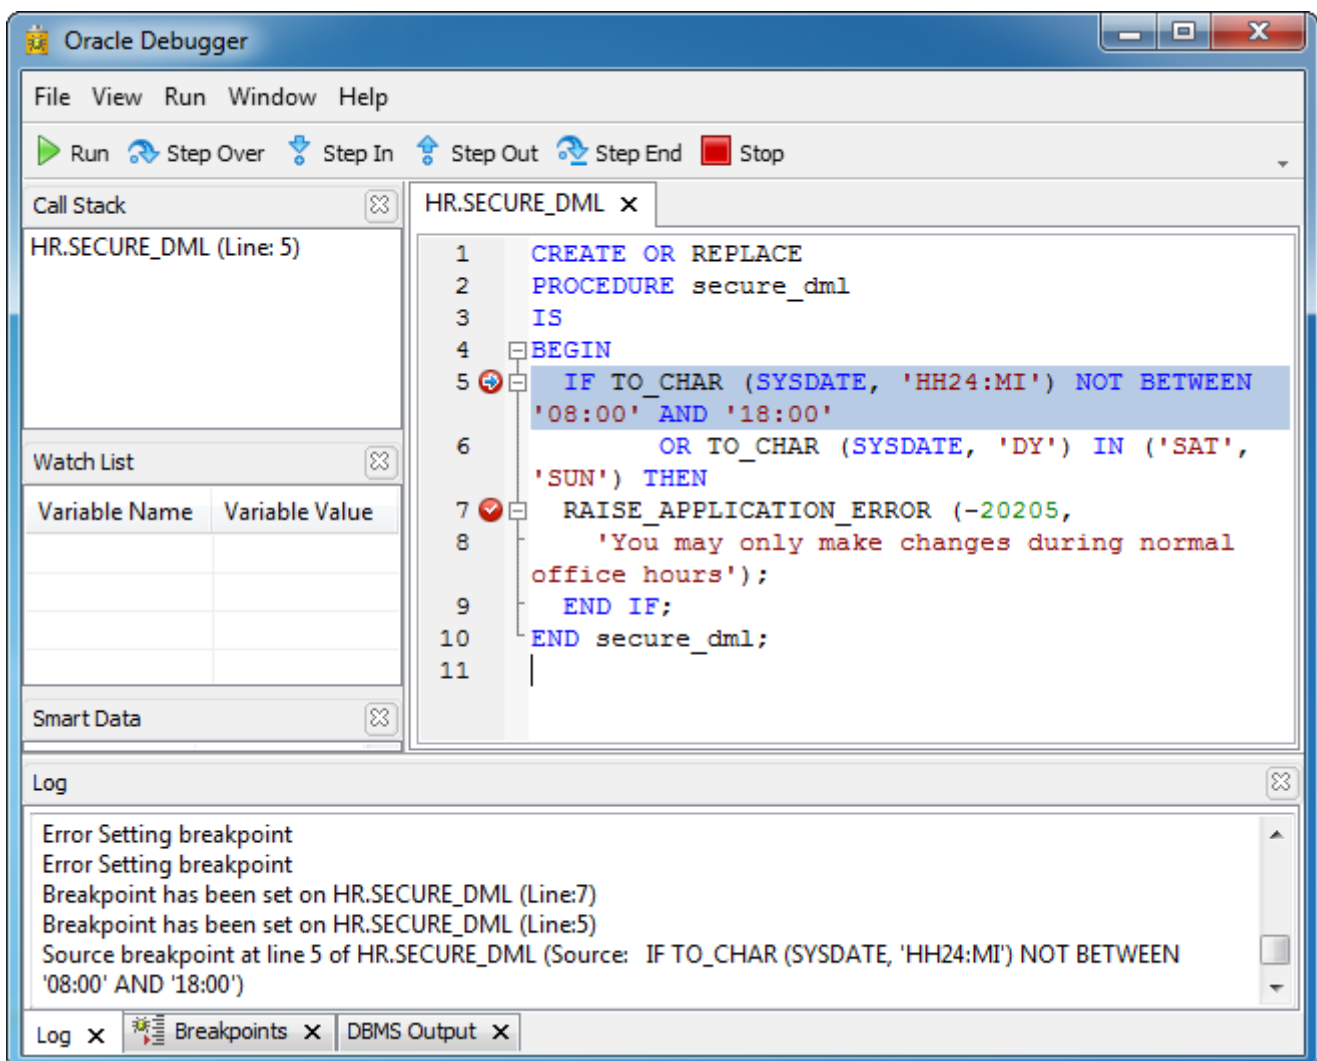 Oracle Debugger
File View Run Window Help
Run Step Over Step In Step Out Step End Stop
Call Stack
HR.SECURE_DML (Line: 5)
Watch List
Variable Name Variable Value
Smart Data
HR.SECURE_DML
1 CREATE OR REPLACE
2 PROCEDURE secure_dml
3 IS
4 BEGIN
5 IF TO_CHAR (SYSDATE, 'HH24:MI') NOT BETWEEN
'08:00' AND '18:00'
6 OR TO_CHAR (SYSDATE, 'DY') IN ('SAT',
'SUN') THEN
7 RAISE_APPLICATION_ERROR (-20205,
8 'You may only make changes during normal
office hours');
9 END IF;
10 END secure_dml;
11
Log
Error Setting breakpoint
Error Setting breakpoint
Breakpoint has been set on HR.SECURE_DML (Line:7)
Breakpoint has been set on HR.SECURE_DML (Line:5)
Source breakpoint at line 5 of HR.SECURE_DML (Source: IF TO_CHAR (SYSDATE, 'HH24:MI') NOT BETWEEN
'08:00' AND '18:00')
Log Breakpoints DBMS Output